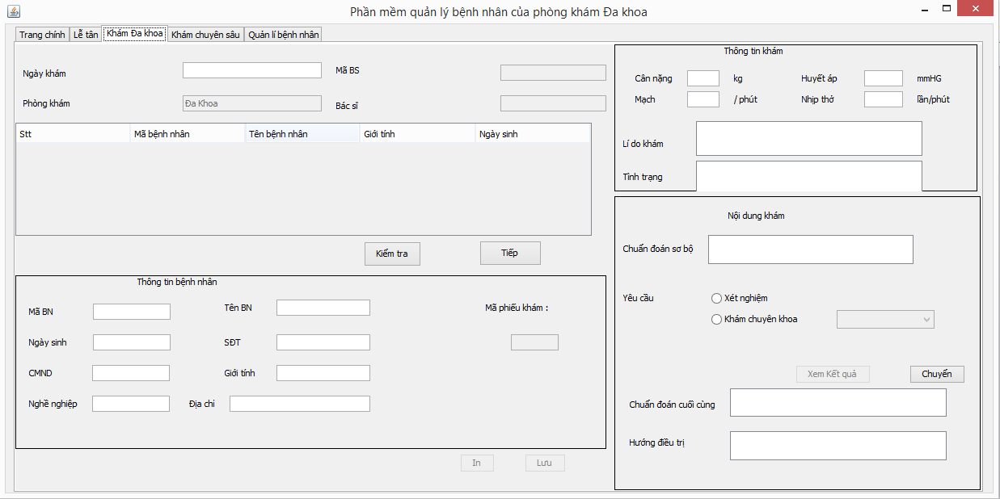 Phần mềm quản lý bệnh nhân của phòng khám Đa khoa
Trang chính Lễ tân Khám Đa khoa Khám chuyên sâu Quản lí bệnh nhân
Ngày khám Mã BS
Phòng khám Đa Khoa Bác sĩ
Stt Mã bệnh nhân Tên bệnh nhân Giới tính Ngày sinh
Kiểm tra Tiếp
Thông tin bệnh nhân
Mã BN Tên BN Mã phiếu khám :
Ngày sinh SĐT
CMND Giới tính
Nghề nghiệp Địa chỉ
In Lưu
Thông tin khám
Cân nặng kg Huyết áp mmHG
Mạch / phút Nhịp thở lần/phút
Lí do khám
Tình trạng
Nội dung khám
Chuẩn đoán sơ bộ
Yêu cầu Xét nghiệm
Khám chuyên khoa
Xem Kết quả Chuyển
Chuẩn đoán cuối cùng
Hướng điều trị